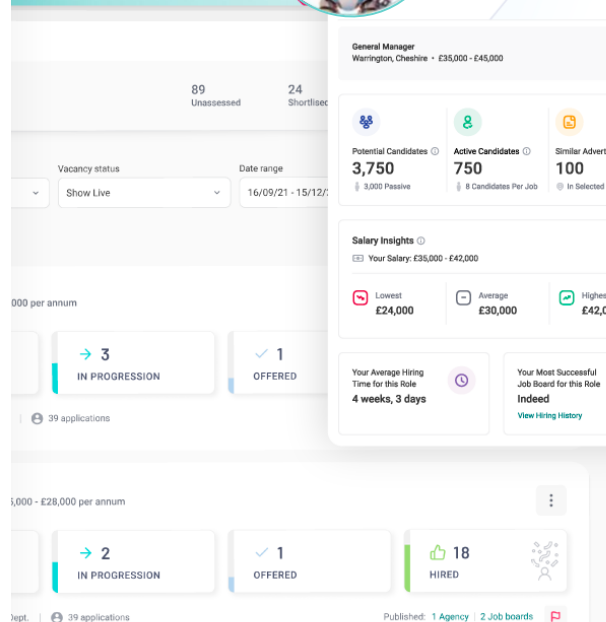 General Manager
Warrington, Cheshire • £35,000 - £45,000
89
Unassessed
24
Shortlisted
Potential Candidates
3,750
3,000 Passive
Active Candidates
750
8 Candidates Per Job
Similar Advert
100
In Selected
Vacancy status
Show Live
Date range
16/09/21 - 15/12/
Salary Insights
Your Salary: £35,000 - £42,000
Lowest
£24,000
Average
£30,000
Highes
£42,0
000 per annum
3
IN PROGRESSION
1
OFFERED
39 applications
Your Average Hiring
Time for this Role
4 weeks, 3 days
Your Most Successful
Job Board for this Role
Indeed
View Hiring History
5,000 - £28,000 per annum
2
IN PROGRESSION
1
OFFERED
18
HIRED
Dept. | 39 applications
Published: 1 Agency | 2 Job boards